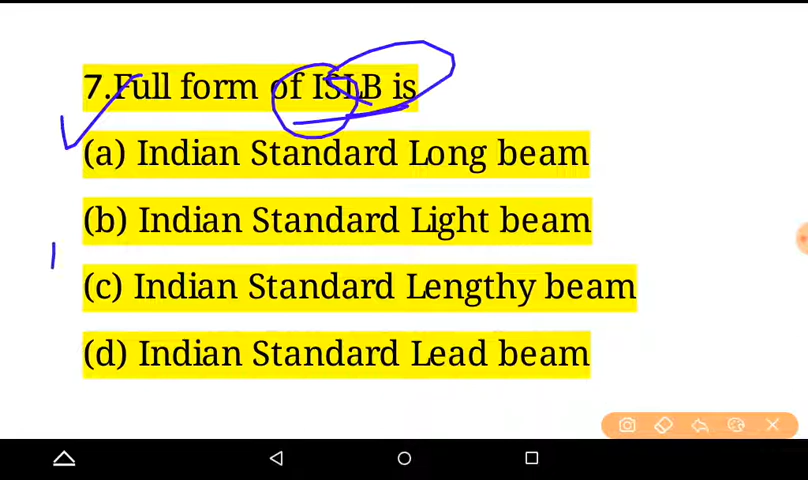 7.Full form of ISLB is
(a) Indian Standard Long beam
(b) Indian Standard Light beam
(c) Indian Standard Lengthy beam
(d) Indian Standard Lead beam